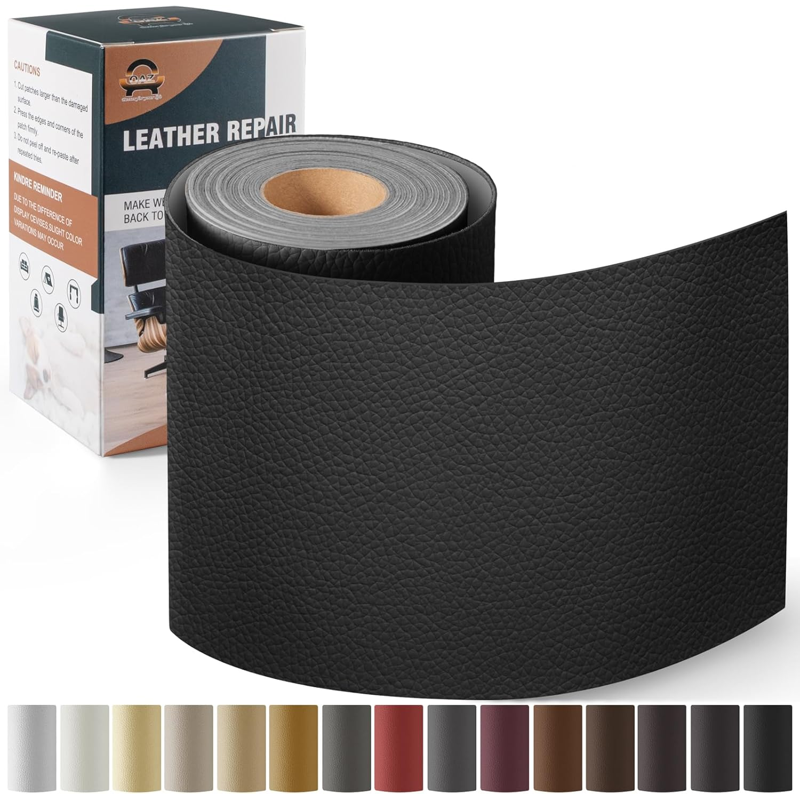 CAUTIONS
1. Cut patches larger than the damaged
surface.
2. Press the edges and corners of the
patch firmly.
3. Do not peel off and re-paste after
repeated tries.
KINDRE REMINDER
DUE TO THE DIFFERENCE OF
DISPLAY CEVISES,SLIGHT COLOR
VARIATIONS MAY OCCUR
LEATHER REPAIR
MAKE WE
BACK TO